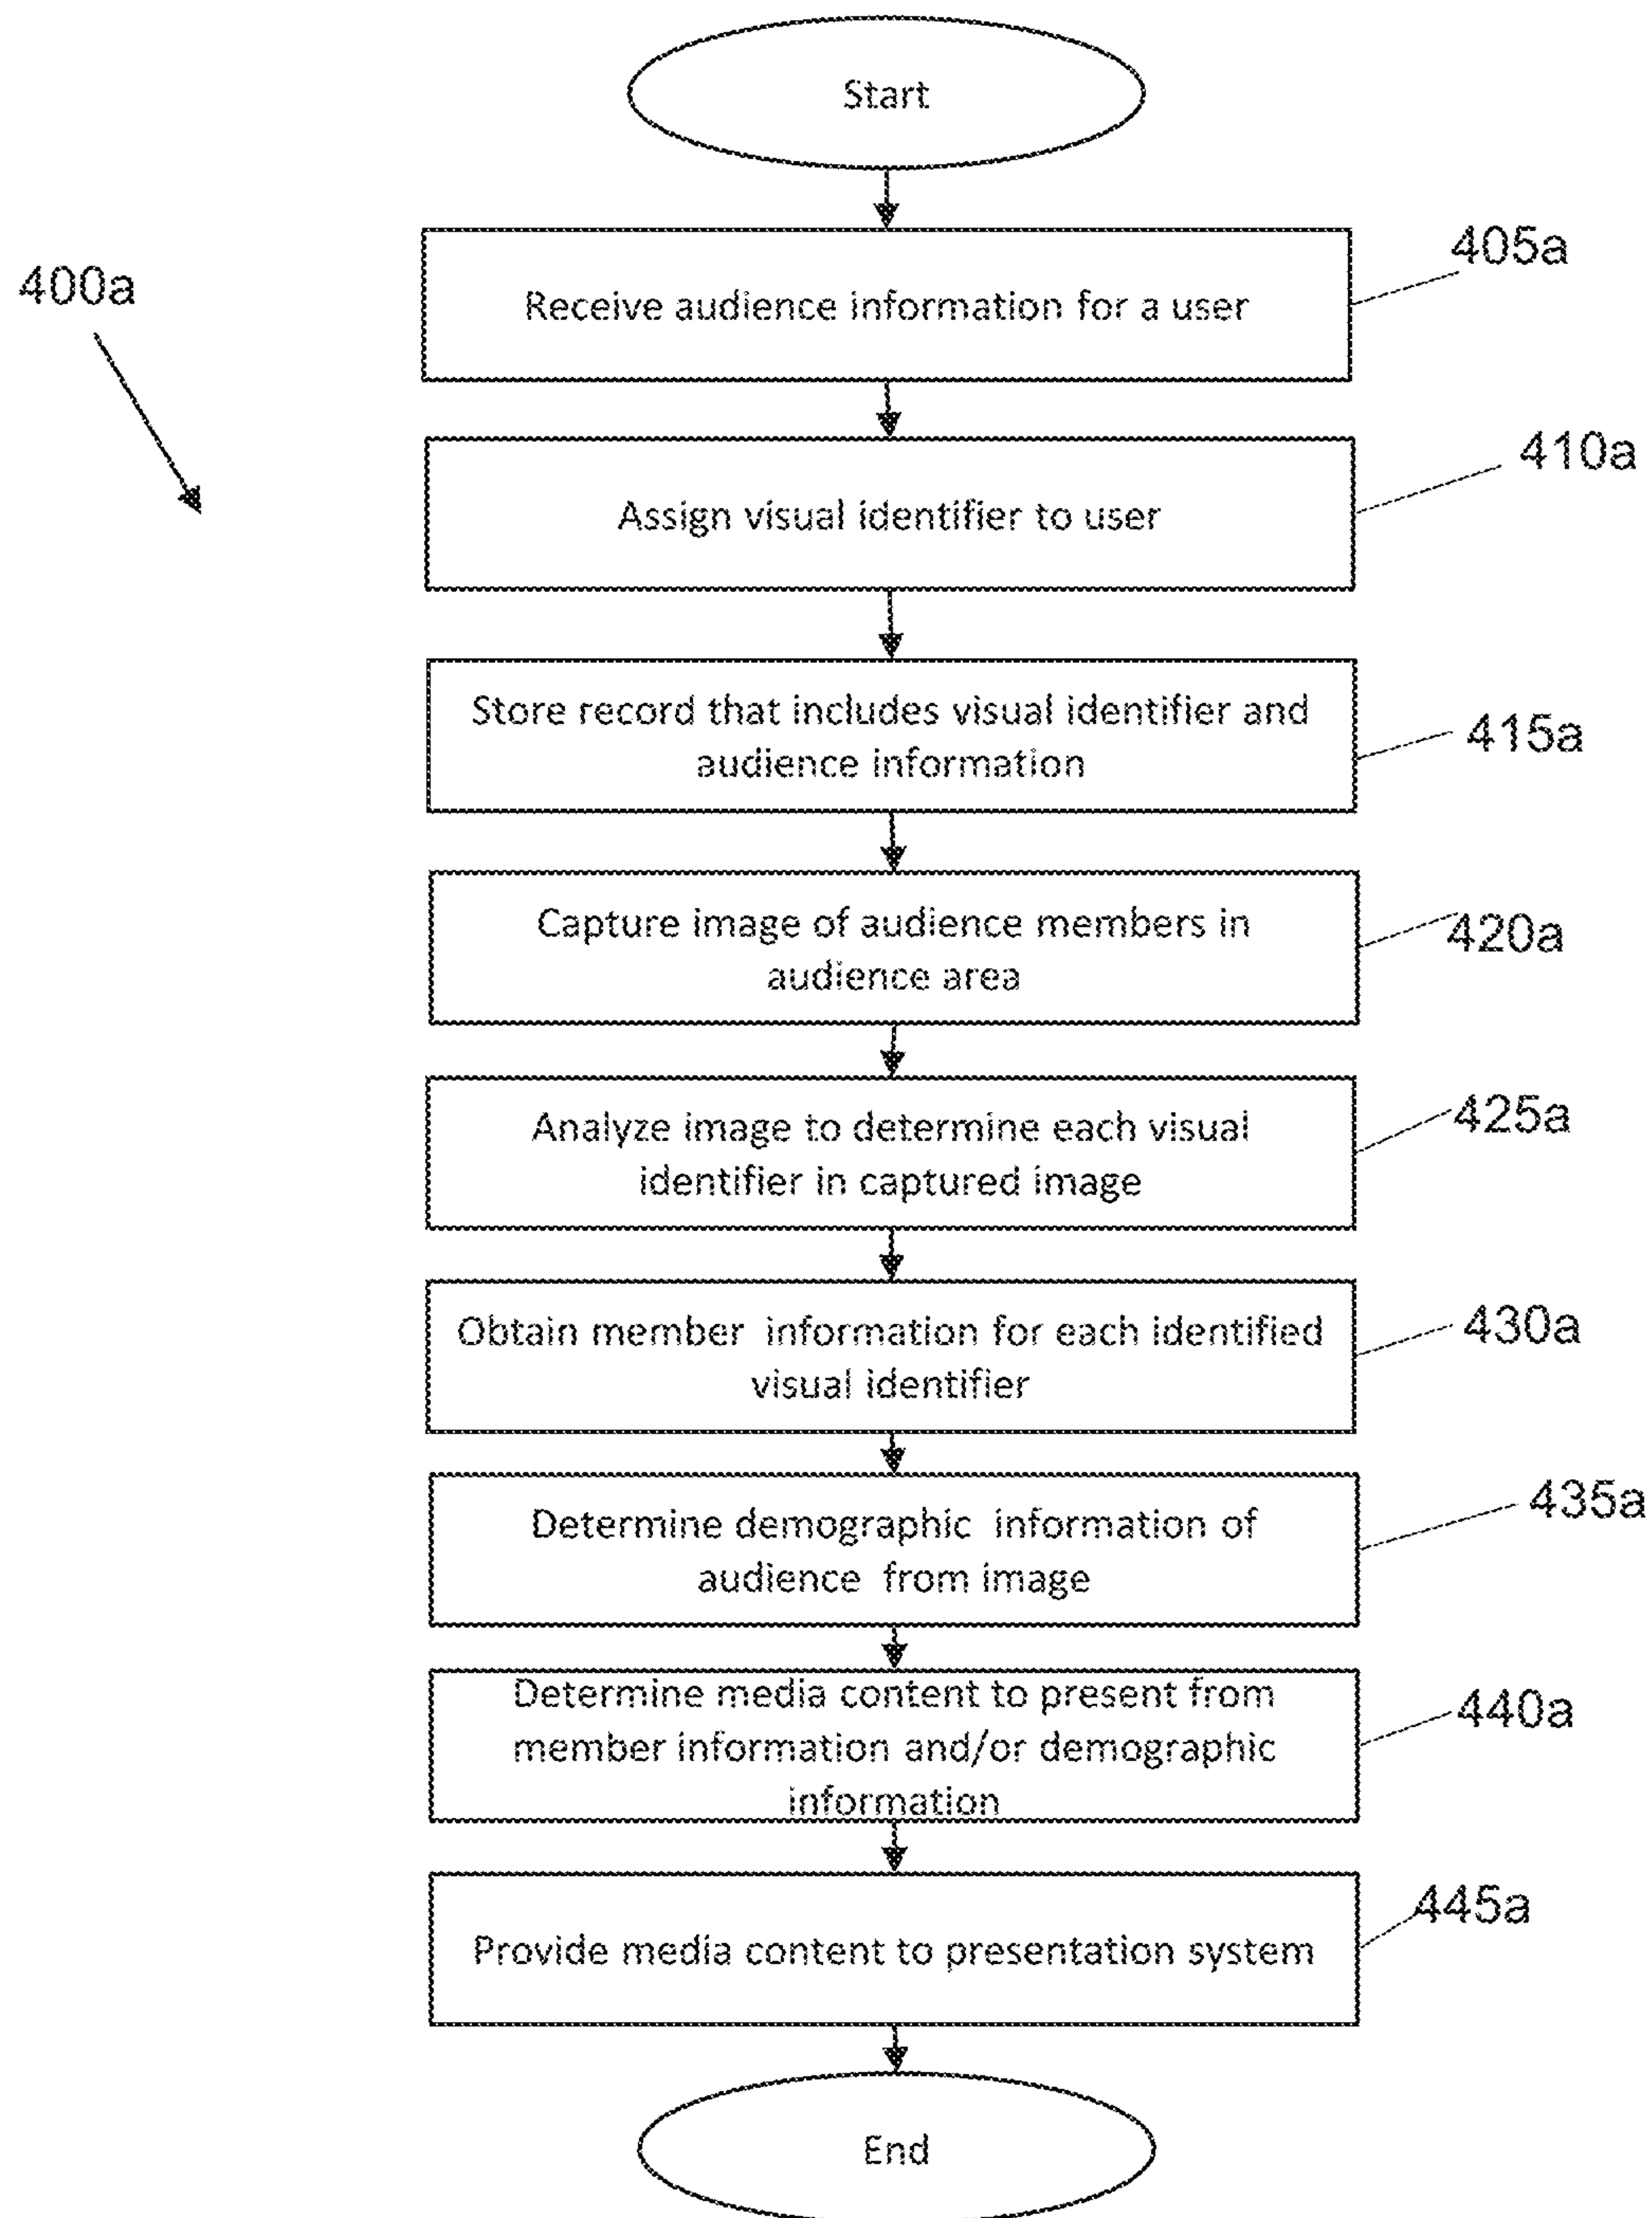 Start
400a
Receive audience information for a user
405a
Assign visual identifier to user
410a
Store record that includes visual identifier and
audience information
415a
Capture image of audience members in
audience area
420a
Analyze image to determine each visual
identifier in captured image
425a
Obtain member information for each identified
visual identifier
430a
Determine demographic information of
audience from image
435a
Determine media content to present from
member information and/or demographic
information
440a
Provide media content to presentation system
445a
End